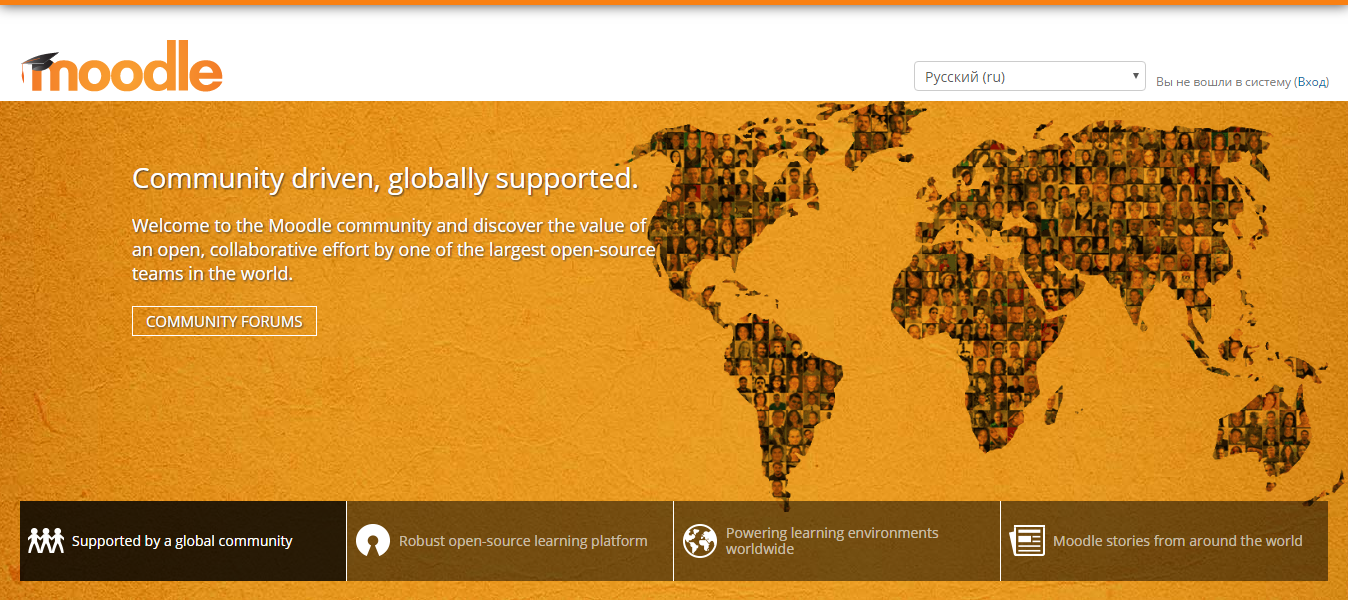 moodle
Русский (ru)
Вы не вошли в систему (Вход)
Community driven, globally supported.
Welcome to the Moodle community and discover the value of
an open, collaborative effort by one of the largest open-source
teams in the world.
COMMUNITY FORUMS
Supported by a global community
Robust open-source learning platform
Powering learning environments
worldwide
Moodle stories from around the world